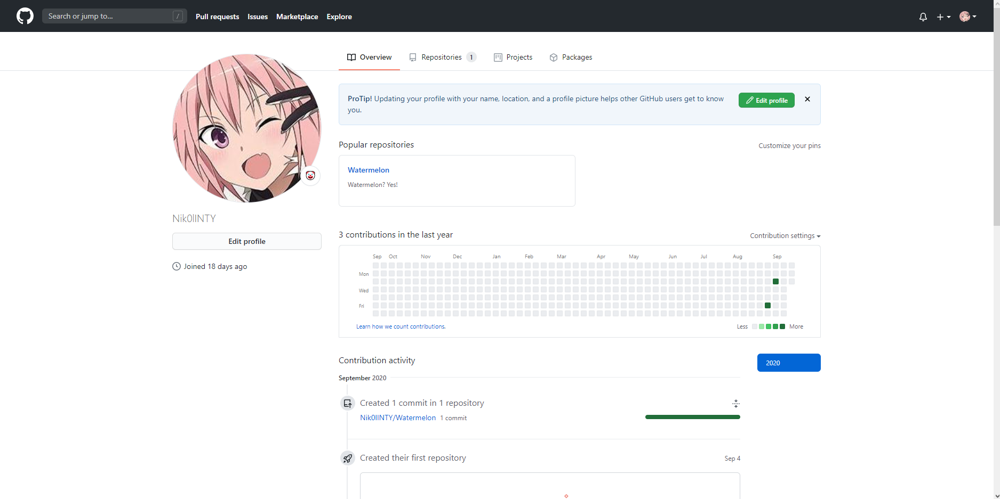 Search or jump to...
/
Pull requests
Issues
Marketplace
Explore
Overview
Repositories 1
Projects
Packages
ProTip! Updating your profile with your name, location, and a profile picture helps other GitHub users get to know
you.
Edit profile
Popular repositories
Customize your pins
Watermelon
Watermelon? Yes!
Nik0lINTY
Edit profile
Joined 18 days ago
3 contributions in the last year
Contribution settings
Sep Oct Nov Dec Jan Feb Mar Apr May Jun Jul Aug Sep
Mon
Wed
Fri
Learn how we count contributions.
Less
More
Contribution activity
2020
September 2020
Created 1 commit in 1 repository
Nik0lINTY/Watermelon 1 commit
Created their first repository
Sep 4